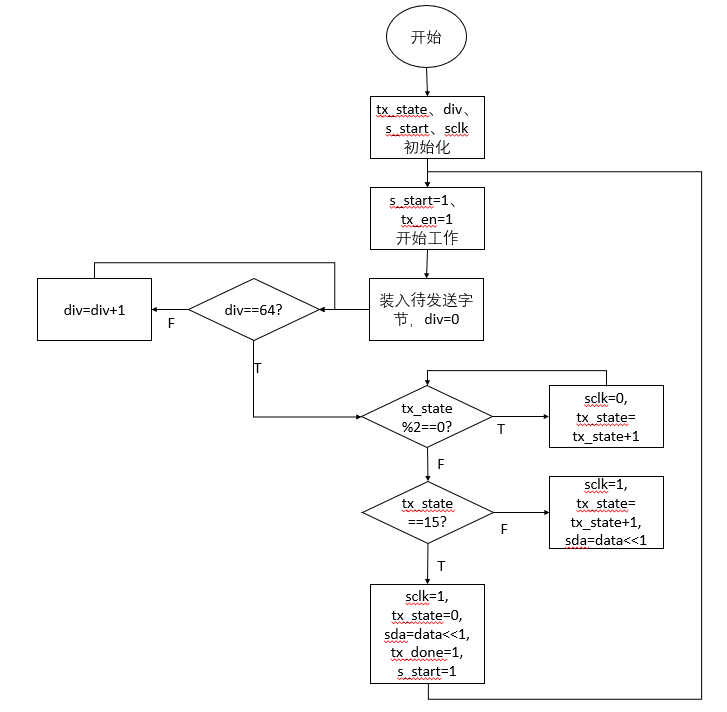 开始
tx_state、div、
s_start、sclk
初始化
s_start=1、
tx_en=1
开始工作
装入待发送字
节，div=0
div==64?
div=div+1
F
T
tx_state
%2==0?
T
sclk=0,
tx_state=
tx_state+1
F
tx_state
==15?
F
sclk=1,
tx_state=
tx_state+1,
sda=data<<1
T
sclk=1,
tx_state=0,
sda=data<<1,
tx_done=1,
s_start=1